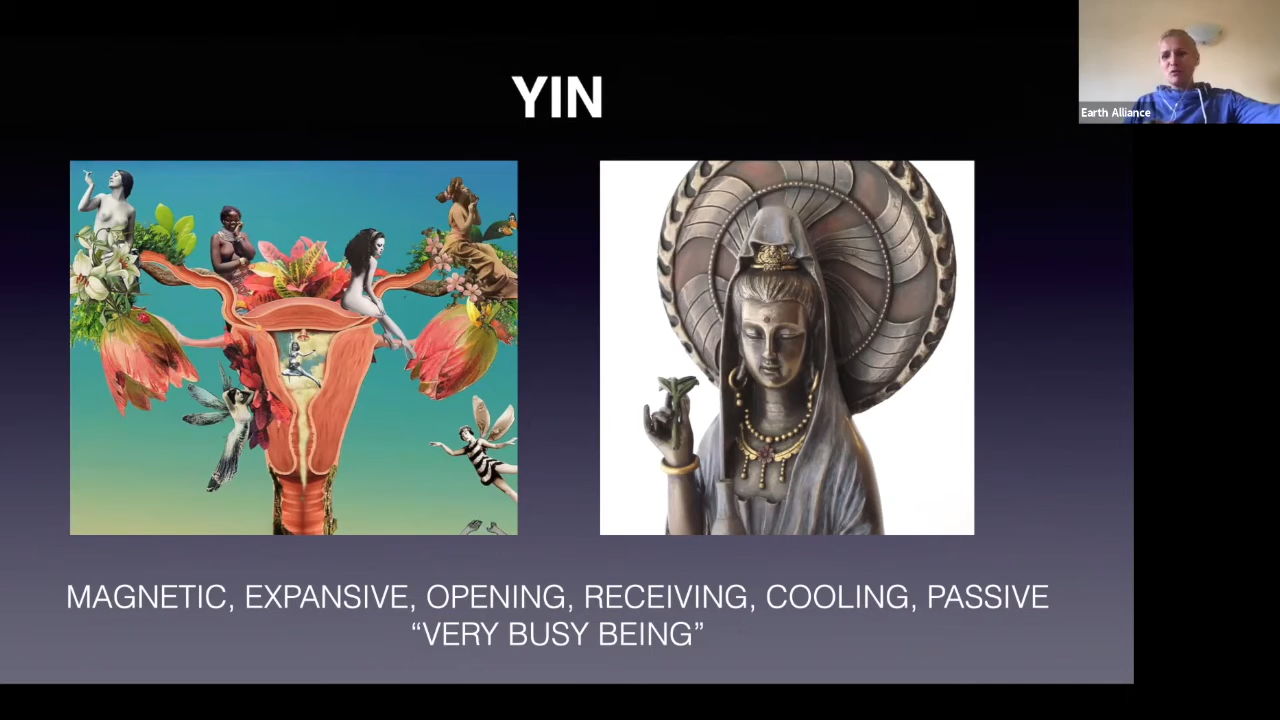 YIN
Earth Alliance
MAGNETIC, EXPANSIVE, OPENING, RECEIVING, COOLING, PASSIVE
“VERY BUSY BEING”